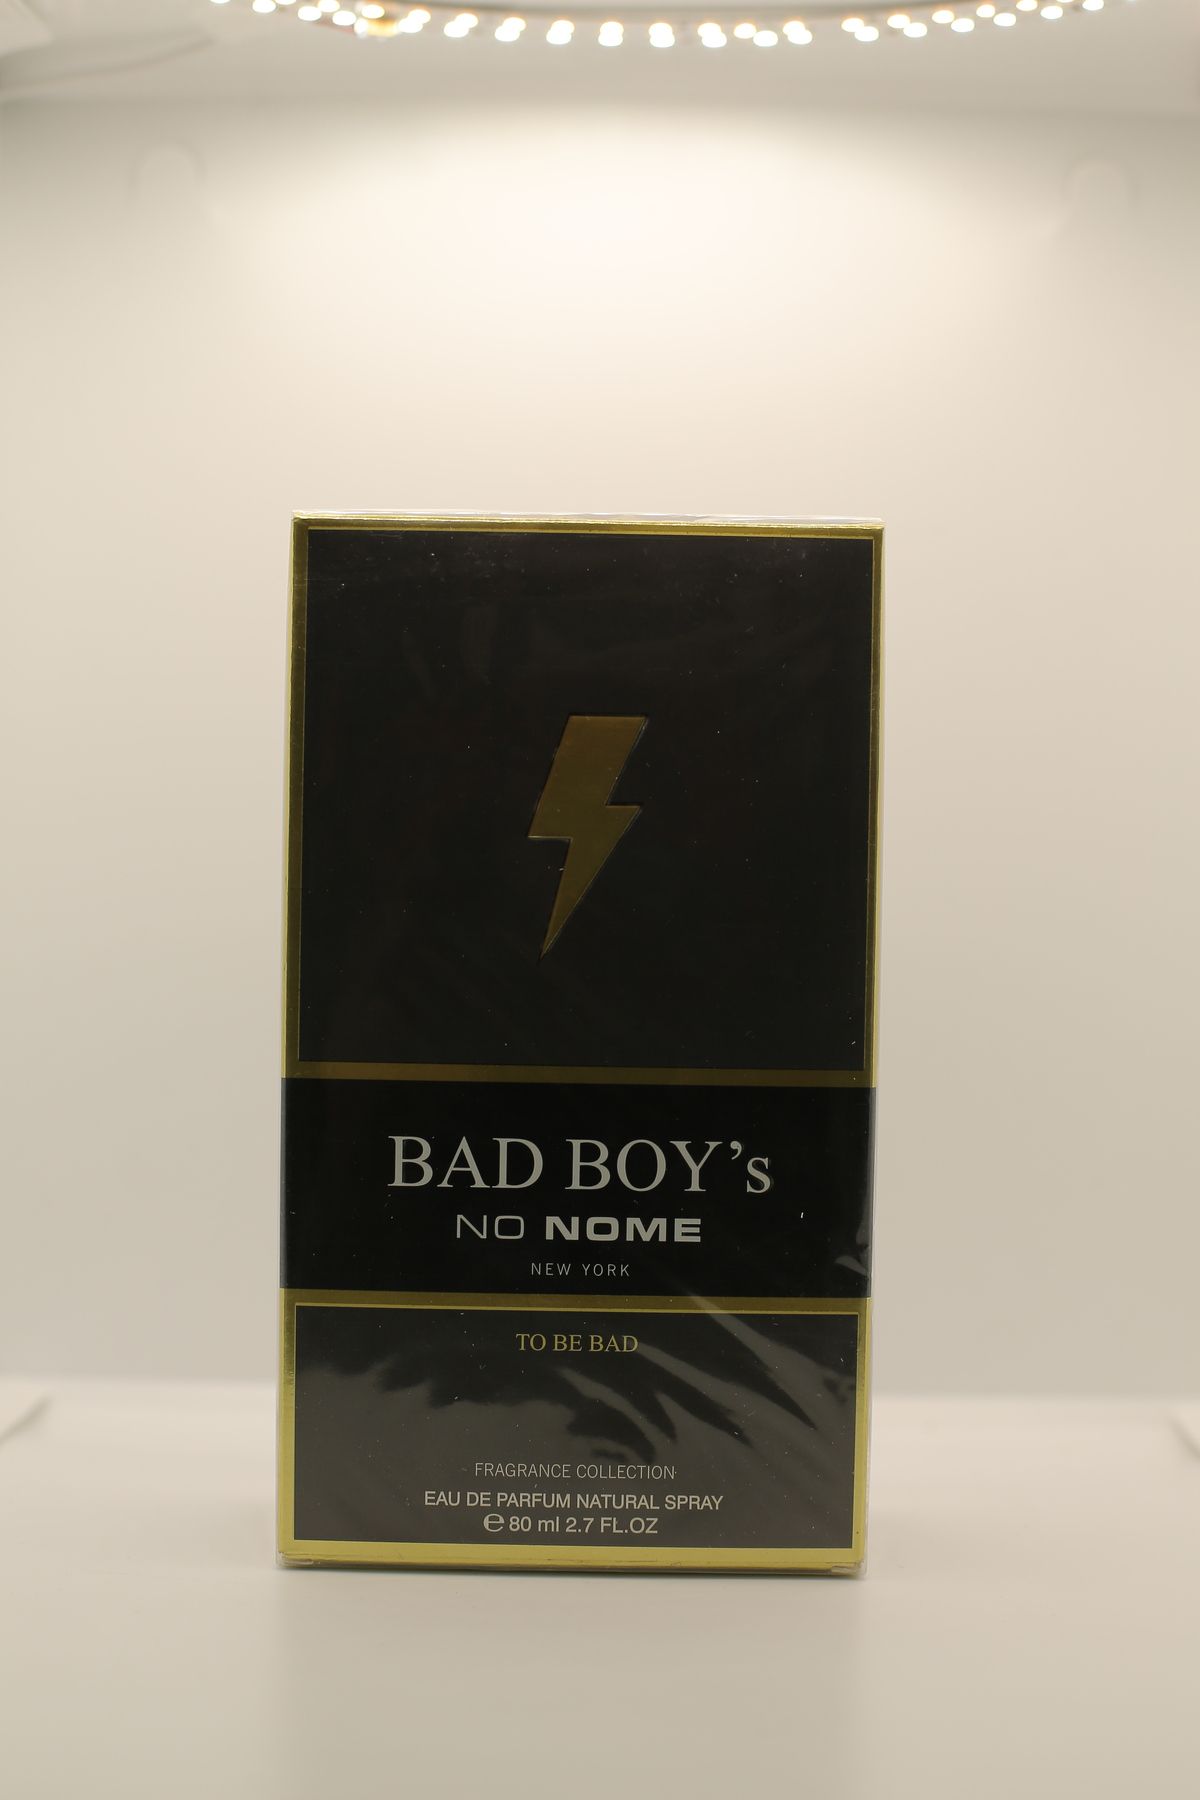 BAD BOY's
NO NOME
NEW YORK
TO BE BAD
FRAGRANCE COLLECTION
EAU DE PARFUM NATURAL SPRAY
℮ 80 ml 2.7 FL.OZ